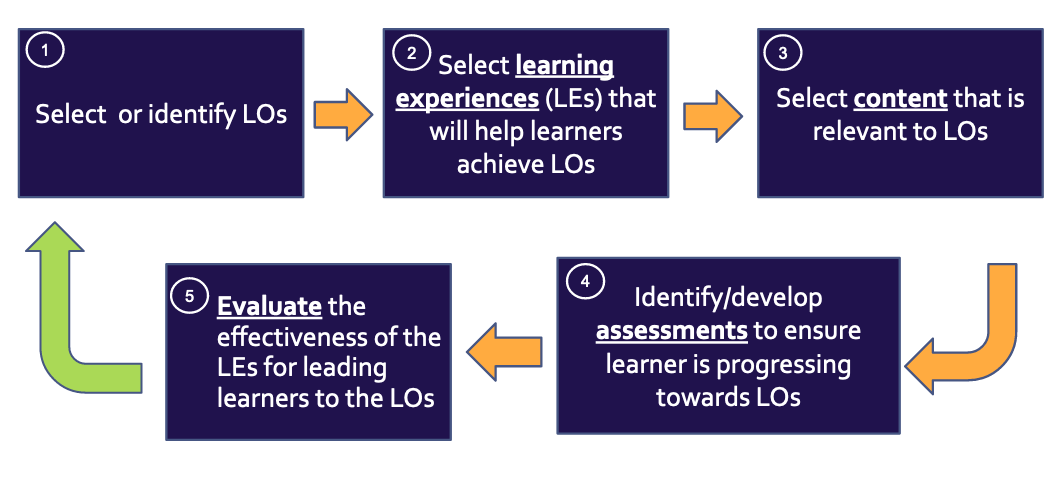 1
Select or identify LOs
2
Select learning
experiences (LEs) that
will help learners
achieve LOs
3
Select content that is
relevant to LOs
4
Identify/develop
assessments to ensure
learner is progressing
towards LOs
5
Evaluate the
effectiveness of the
LEs for leading
learners to the LOs